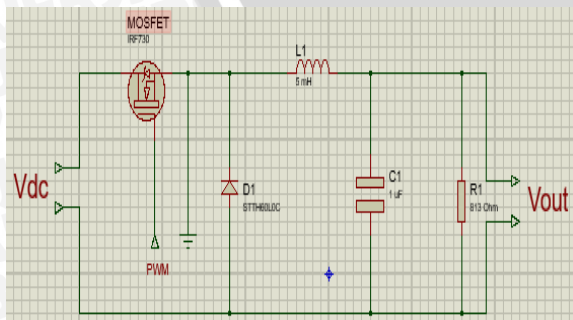 MOSFET
IRF730
L1
5 mH
Vdc
D1
STTH60L0C
C1
1 uF
R1
813 Ohm
Vout
PWM